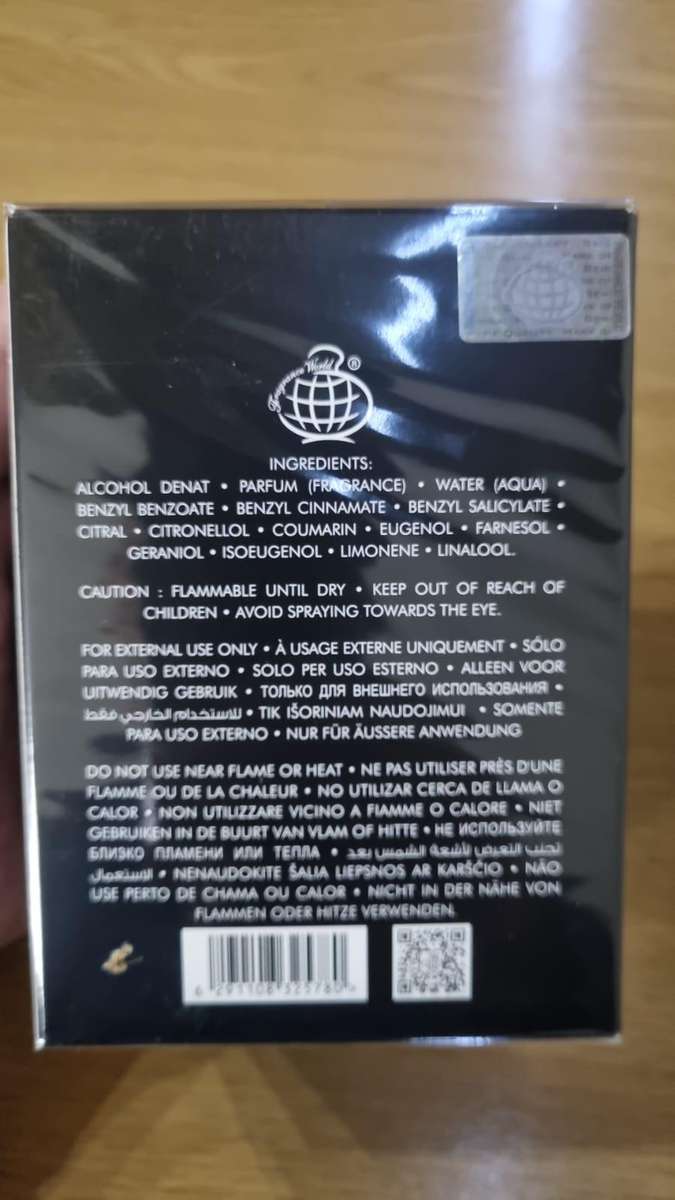 Fragrance World ®
INGREDIENTS:
ALCOHOL DENAT • PARFUM (FRAGRANCE) • WATER (AQUA) •
BENZYL BENZOATE • BENZYL CINNAMATE • BENZYL SALICYLATE •
CITRAL • CITRONELLOL • COUMARIN • EUGENOL • FARNESOL •
GERANIOL • ISOEUGENOL • LIMONENE • LINALOOL.
CAUTION : FLAMMABLE UNTIL DRY • KEEP OUT OF REACH OF
CHILDREN • AVOID SPRAYING TOWARDS THE EYE.
FOR EXTERNAL USE ONLY • À USAGE EXTERNE UNIQUEMENT • SÓLO
PARA USO EXTERNO • SOLO PER USO ESTERNO • ALLEEN VOOR
UITWENDIG GEBRUIK • ТОЛЬКО ДЛЯ ВНЕШНЕГО ИСПОЛЬЗОВАНИЯ •
للاستخدام الخارجي فقط • TIK IŠORINIAM NAUDOJIMUI • SOMENTE
PARA USO EXTERNO • NUR FÜR ÄUSSERE ANWENDUNG
DO NOT USE NEAR FLAME OR HEAT • NE PAS UTILISER PRÈS D'UNE
FLAMME OU DE LA CHALEUR • NO UTILIZAR CERCA DE LLAMA O
CALOR • NON UTILIZZARE VICINO A FIAMME O CALORE • NIET
GEBRUIKEN IN DE BUURT VAN VLAM OF HITTE • НЕ ИСПОЛЬЗУЙТЕ
БЛИЗКО ПЛАМЕНИ ИЛИ ТЕПЛА • تجنب التعرض لأشعة الشمس بعد
الإستعمال • NENAUDOKITE ŠALIA LIEPSNOS AR KARŠČIO • NÃO
USE PERTO DE CHAMA OU CALOR • NICHT IN DER NÄHE VON
FLAMMEN ODER HITZE VERWENDEN.